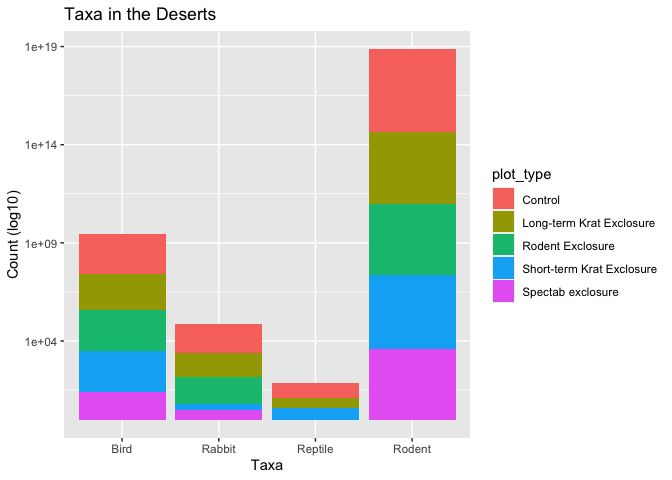 Taxa in the Deserts
Count (log10)
1e+19
1e+14
1e+09
1e+04
Bird
Rabbit
Reptile
Rodent
Taxa
plot_type
Control
Long-term Krat Exclosure
Rodent Exclosure
Short-term Krat Exclosure
Spectab exclosure